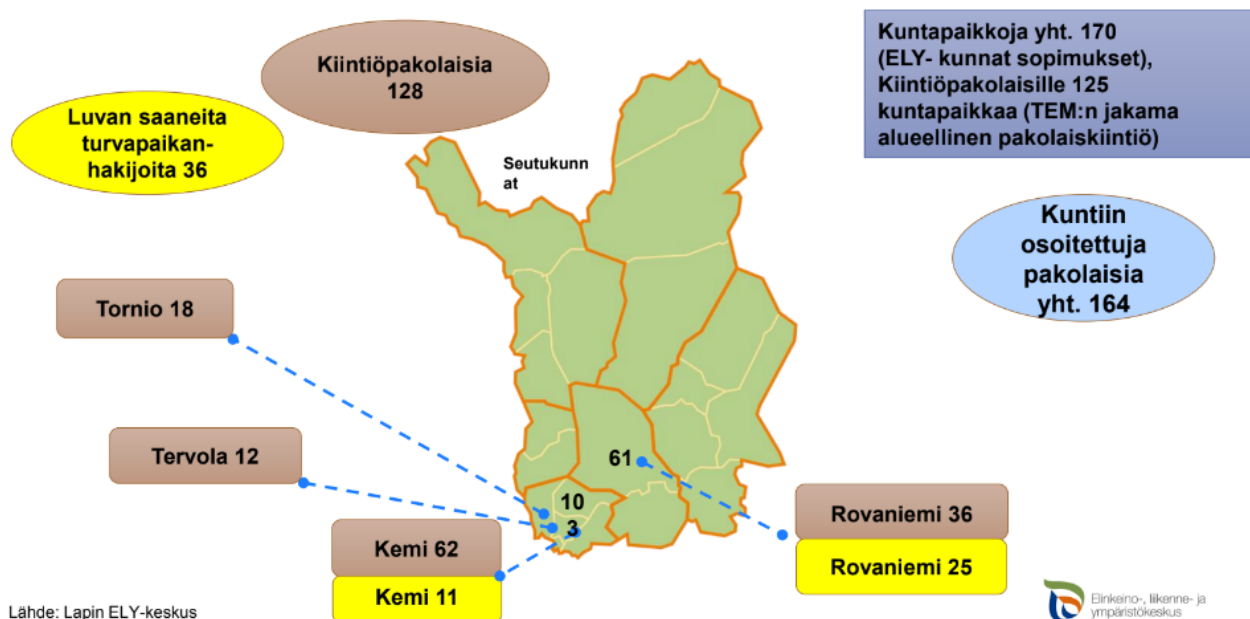 Kiintiöpakolaisia
128
Kuntapaikkoja yht. 170
(ELY- kunnat sopimukset),
Kiintiöpakolaisille 125
kuntapaikkaa (TEM:n jakama
alueellinen pakolaiskiintiö)
Luvan saaneita
turvapaikan-
hakijoita 36
Seutukunn
at
Kuntiin
osoitettuja
pakolaisia
yht. 164
Tornio 18
Tervola 12
61
10
3
Kemi 62
Kemi 11
Rovaniemi 36
Rovaniemi 25
Lähde: Lapin ELY-keskus
Elinkeino-, liikenne- ja
ympäristökeskus